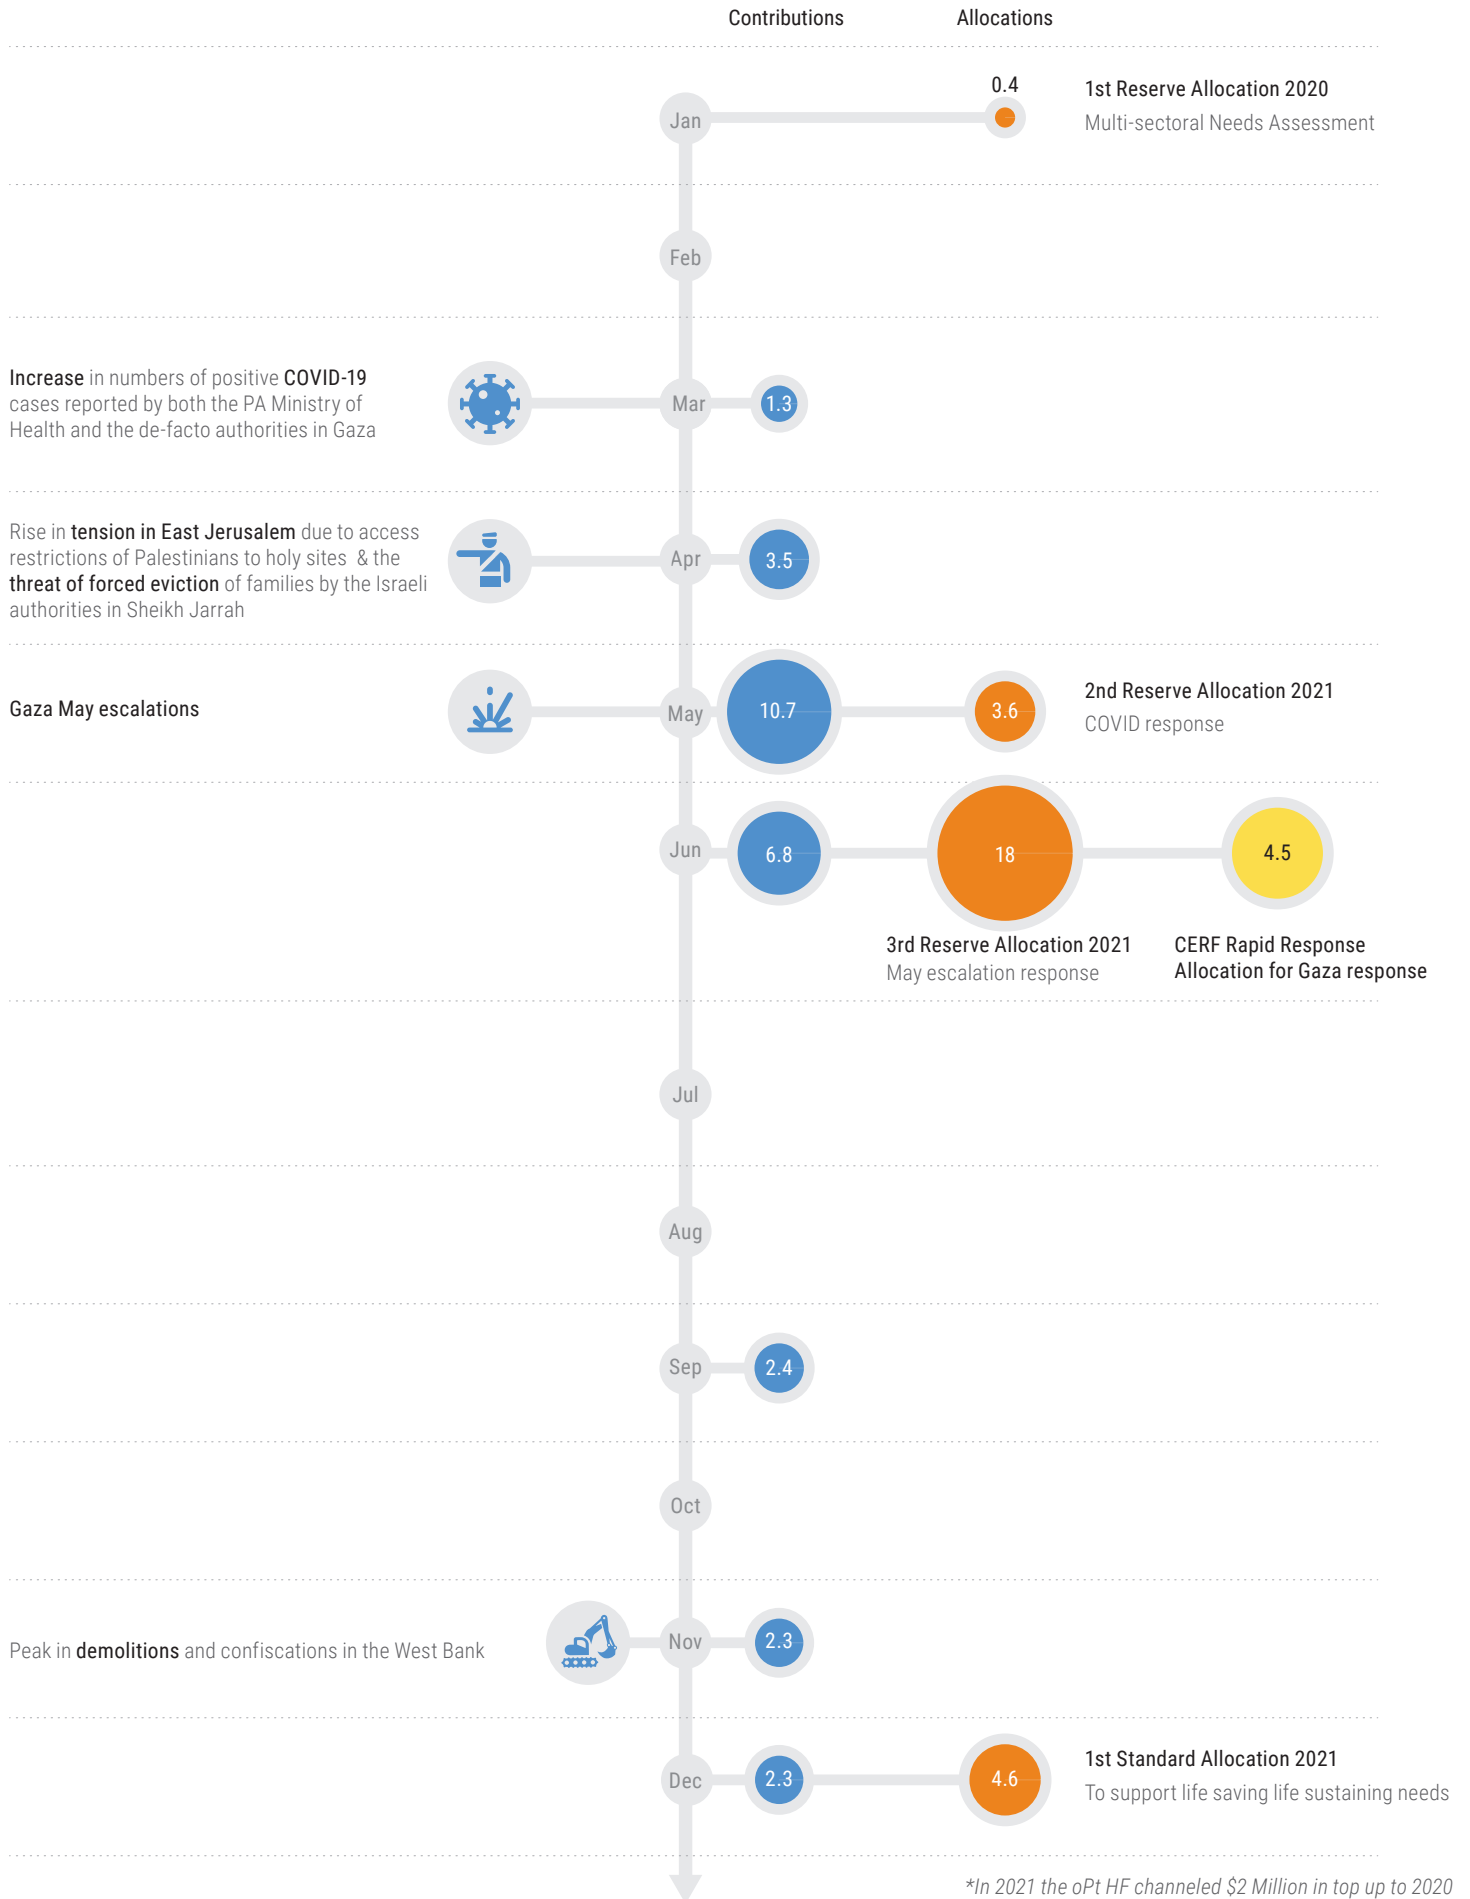 Contributions
Allocations
0.4
1st Reserve Allocation 2020
Multi-sectoral Needs Assessment
Jan
Feb
Increase in numbers of positive COVID-19
cases reported by both the PA Ministry of
Health and the de-facto authorities in Gaza
Mar
1.3
Rise in tension in East Jerusalem due to access
restrictions of Palestinians to holy sites & the
threat of forced eviction of families by the Israeli
authorities in Sheikh Jarrah
Apr
3.5
Gaza May escalations
May
10.7
3.6
2nd Reserve Allocation 2021
COVID response
Jun
6.8
18
4.5
3rd Reserve Allocation 2021
May escalation response
CERF Rapid Response
Allocation for Gaza response
Jul
Aug
Sep
2.4
Oct
Peak in demolitions and confiscations in the West Bank
Nov
2.3
Dec
2.3
4.6
1st Standard Allocation 2021
To support life saving life sustaining needs
*In 2021 the oPt HF channeled $2 Million in top up to 2020